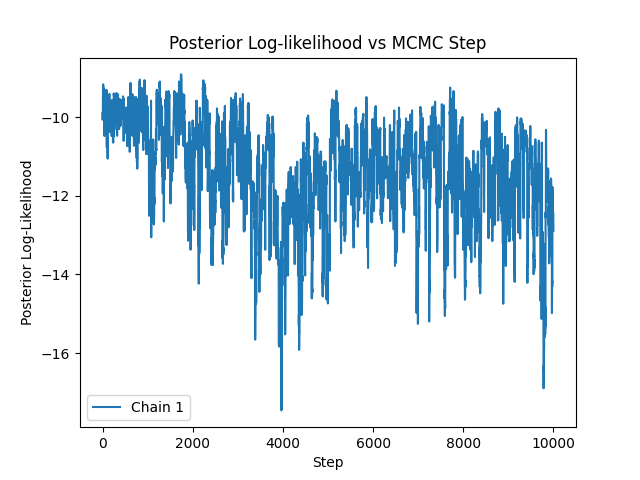 Posterior Log-likelihood vs MCMC Step
Posterior Log-Likelihood
−10
−12
−14
−16
Chain 1
0 2000 4000 6000 8000 10000
Step